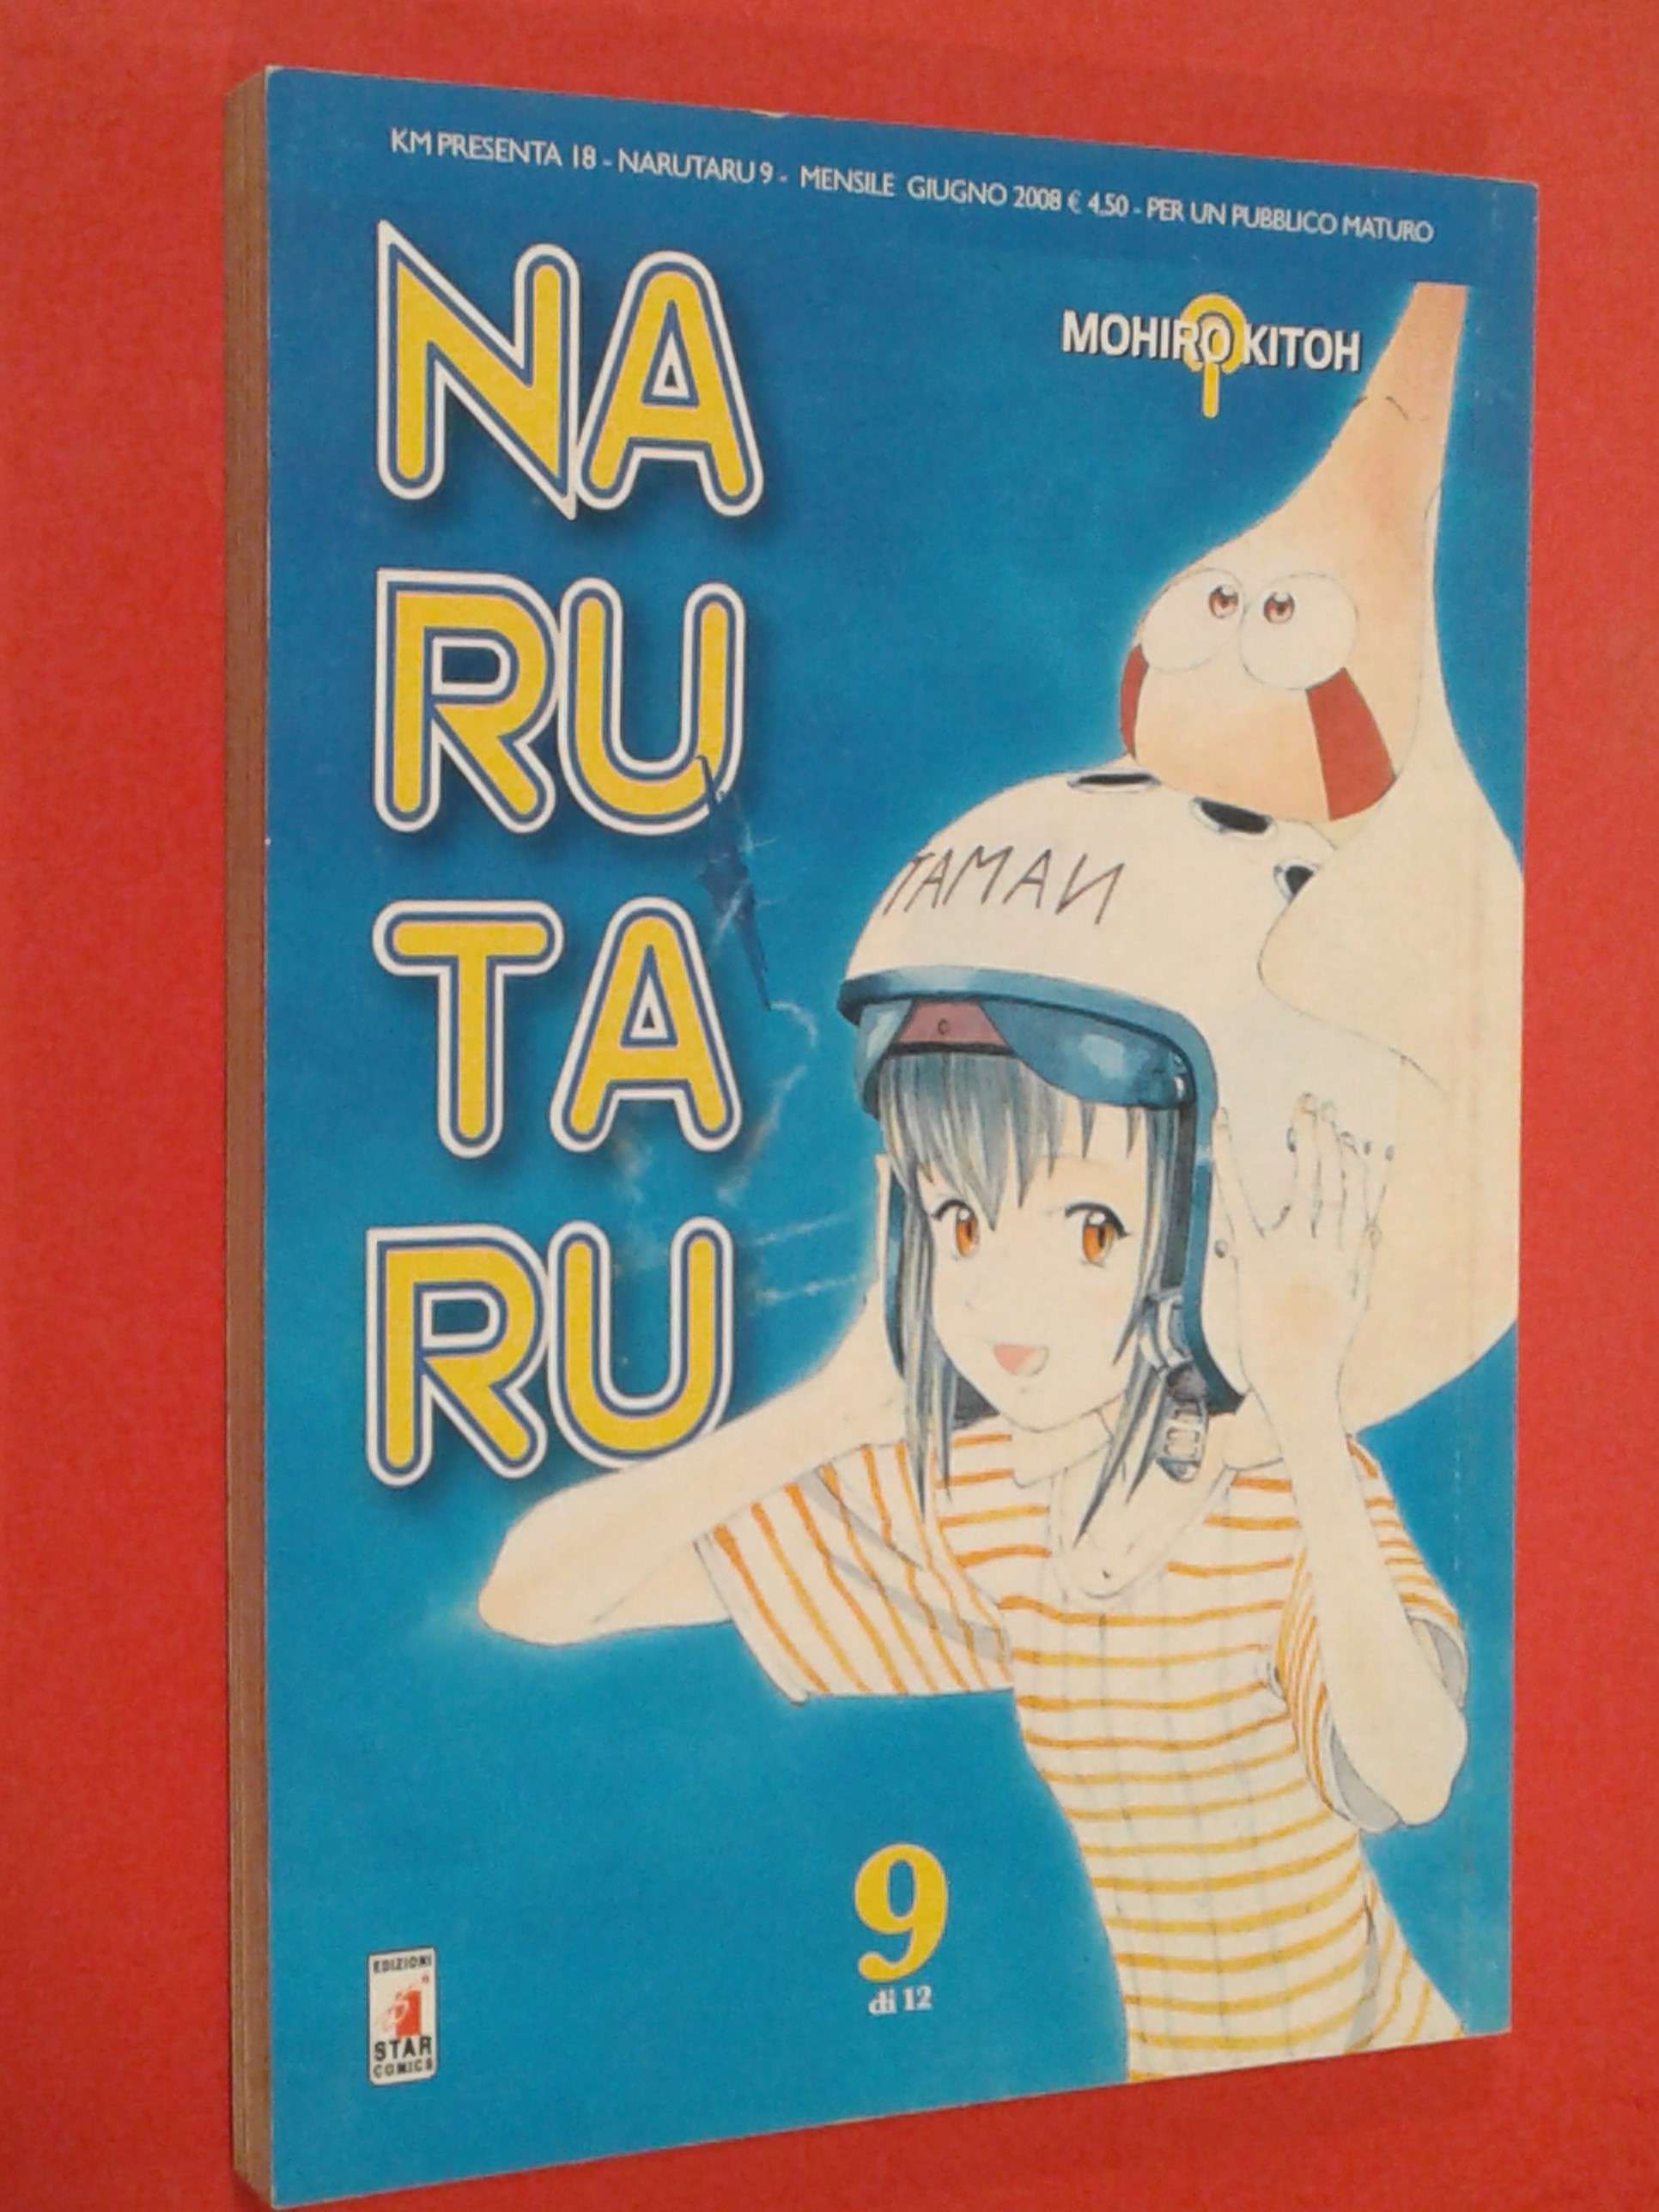 KM PRESENTA 18 - NARUTARU 9 - MENSILE GIUGNO 2008 € 4,50 - PER UN PUBBLICO MATURO
NA
RU
TA
RU
MOHIRO KITOH
TAMAN
9
di 12
EDIZIONI
STAR
COMICS